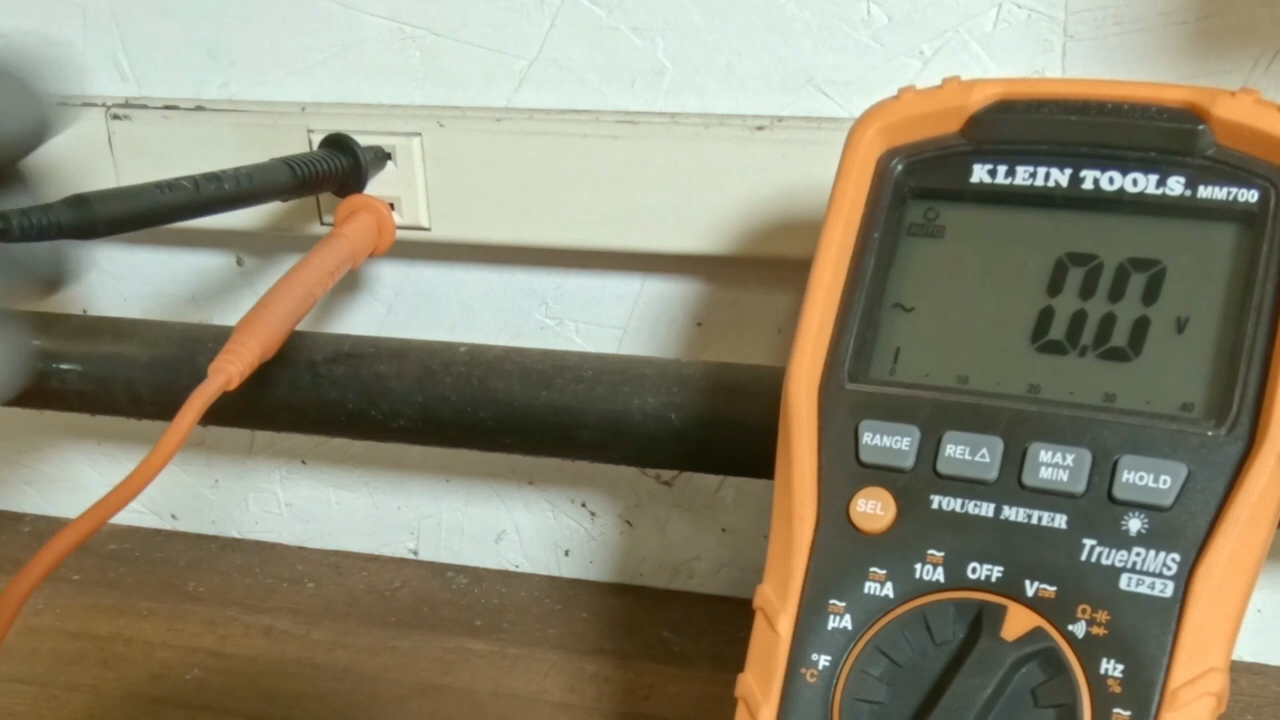 KLEIN TOOLS® MM700
AUTO
~
0.0 V
10 20 30 40
RANGE
REL△
MAX
MIN
HOLD
SEL
TOUGH METER
TrueRMS
IP42
OFF
10A
mA
µA
°F
°C
V
Ω
Hz
%